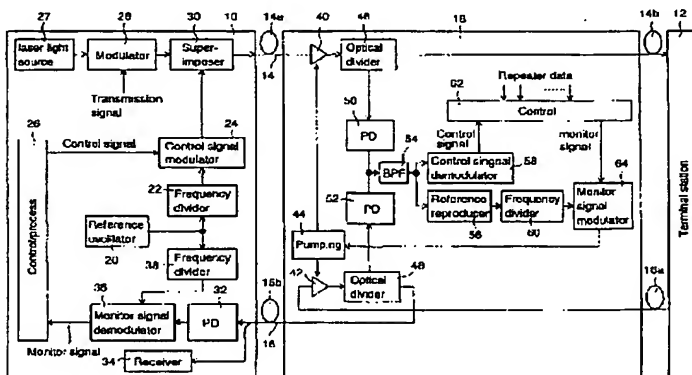 27
28
30
10
14a
40
46
18
14b
12
laser light
source
Modulator
Super-
imposer
14
Optical
divider
Transmission
signal
Repeater data
62
Control
26
24
50
PD
Control
signal
monitor
signal
Control signal
Control signal
modulator
54
BPF
64
Control singnal
demodulator
58
22
Frequency
divider
52
PD
Reference
reproducer
56
Frequency
divider
60
Monitor
signal
modulator
Control process
Reference
oscillator
20
44
Pumping
38
Frequency
divider
42
Optical
divider
48
36
32
16b
16a
Monitor signal
demodulator
PD
16
Monitor signal
34
Receiver
Terminal station